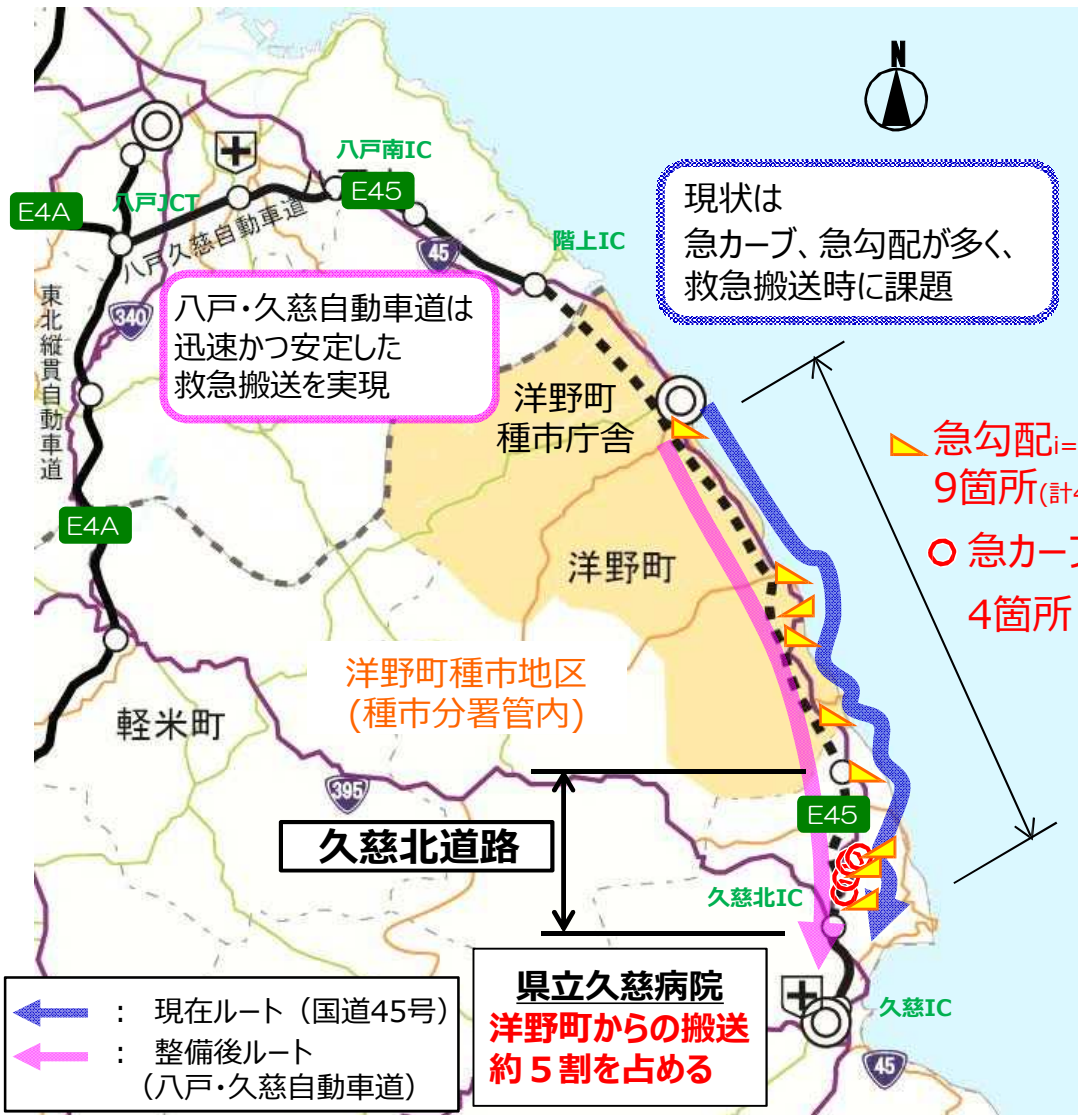 N
八戸南IC
E45
E4A
八戸JCT
八戸久慈自動車道
階上IC
45
現状は
急カーブ、急勾配が多く、
救急搬送時に課題
340
八戸・久慈自動車道は
迅速かつ安定した
救急搬送を実現
東北縦貫自動車道
洋野町
種市庁舎
急勾配i=
9箇所(計4
急カーブ
4箇所
E4A
洋野町
洋野町種市地区
(種市分署管内)
軽米町
395
E45
久慈北道路
久慈北IC
県立久慈病院
洋野町からの搬送
約5割を占める
久慈IC
45
： 現在ルート（国道45号）
： 整備後ルート
（八戸・久慈自動車道）